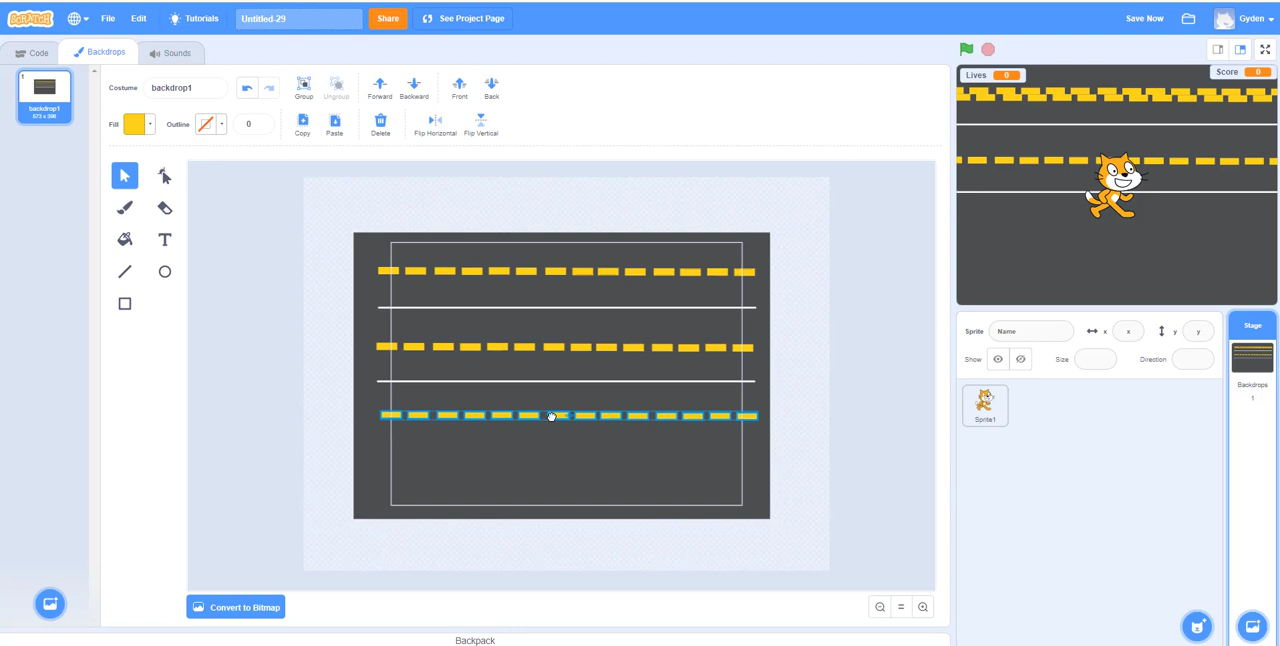 SCRATCH File Edit Tutorials Untitled-29 Share See Project Page Save Now Gyden
Code Backdrops Sounds
1
backdrop1
573 x 398
Costume backdrop1 Group Ungroup Forward Backward Front Back
Fill Outline 0 Copy Paste Delete Flip Horizontal Flip Vertical
Convert to Bitmap
Lives 0 Score 0
Sprite Name x x y y
Show Size Direction
Sprite1
Stage
Backdrops
1
Backpack